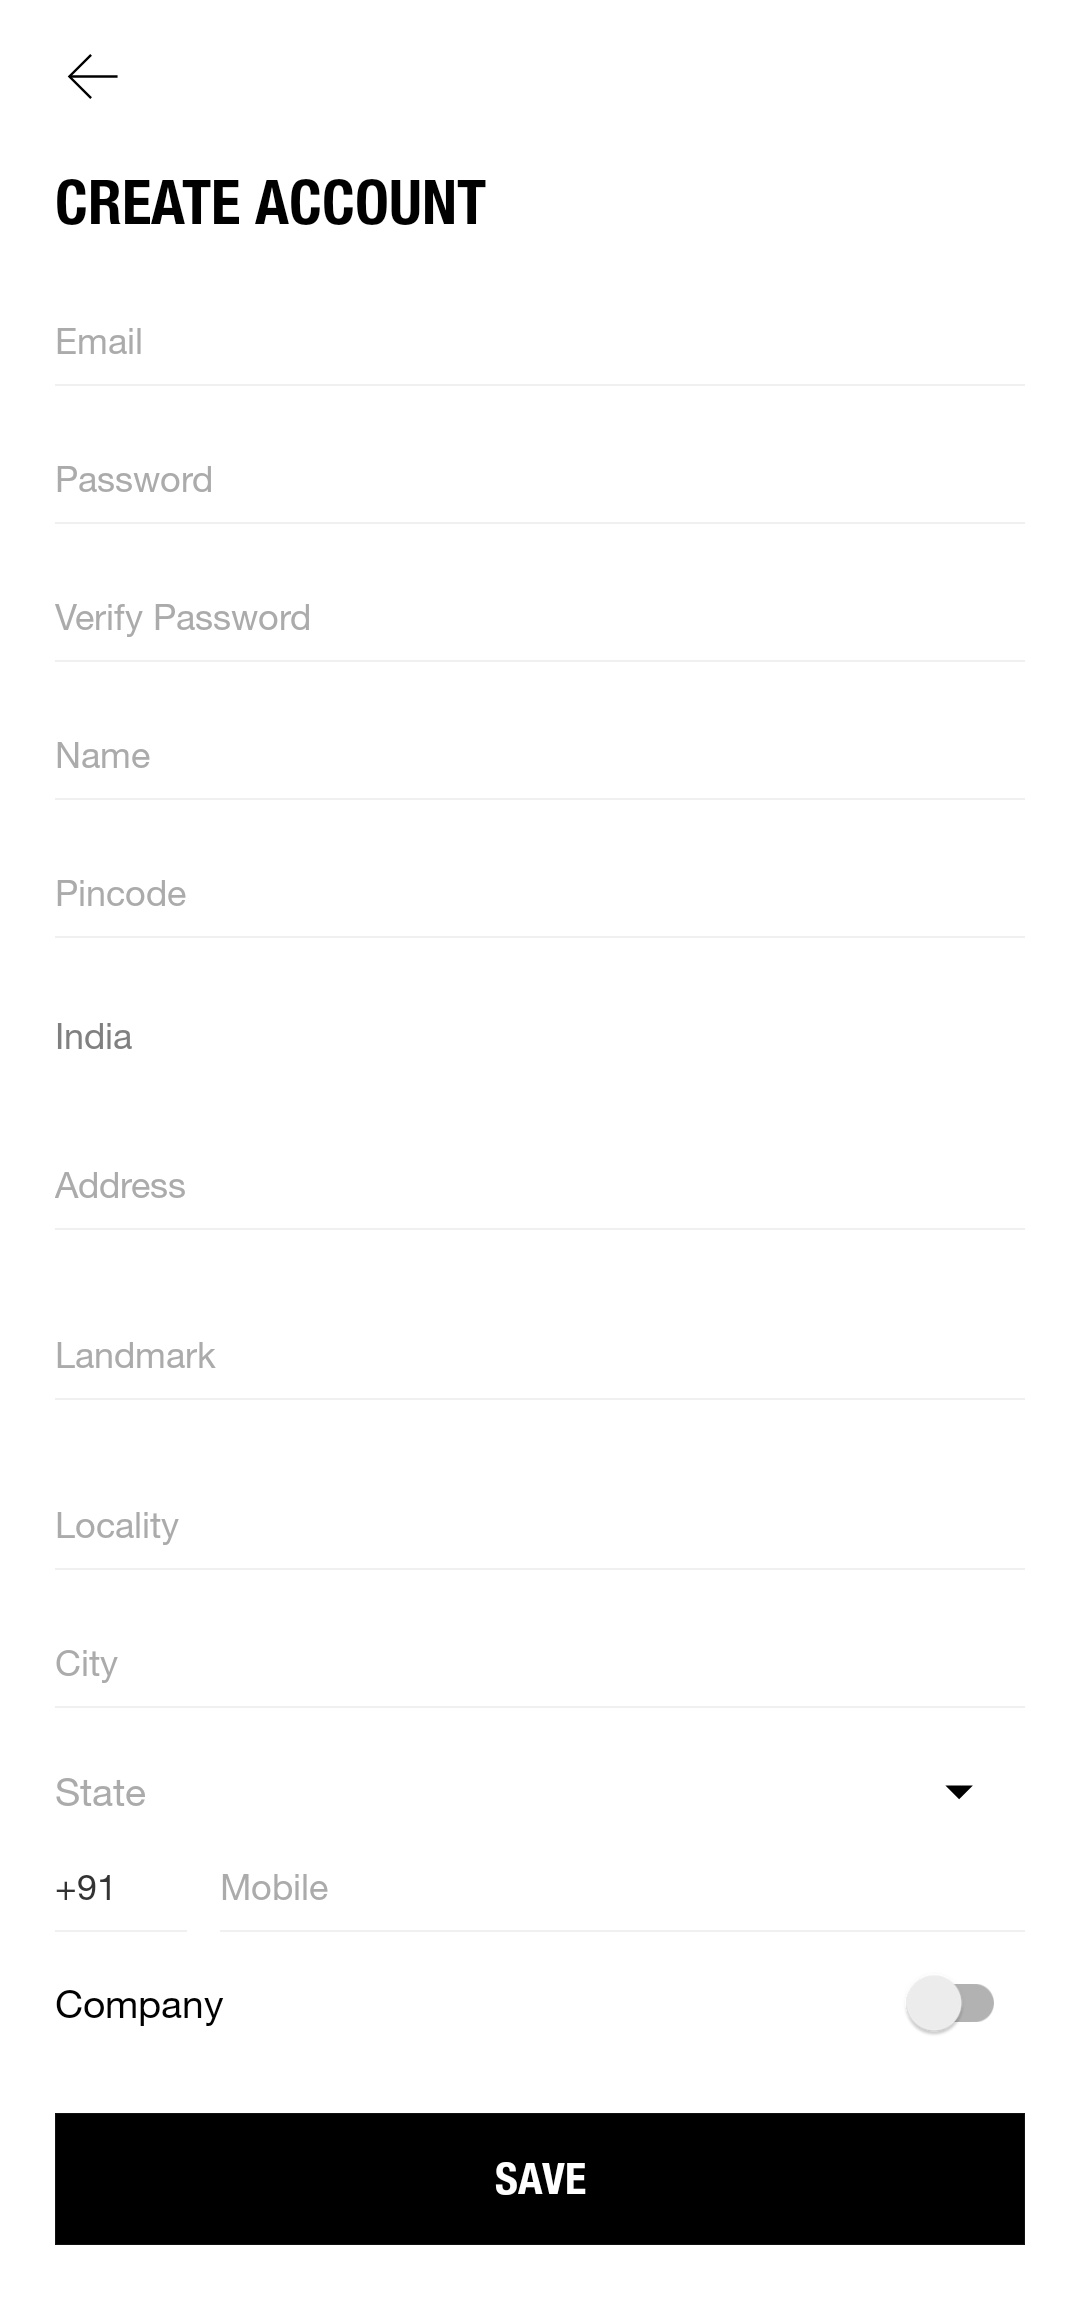 CREATE ACCOUNT
Email
Password
Verify Password
Name
Pincode
India
Address
Landmark
Locality
City
State
+91 Mobile
Company
SAVE